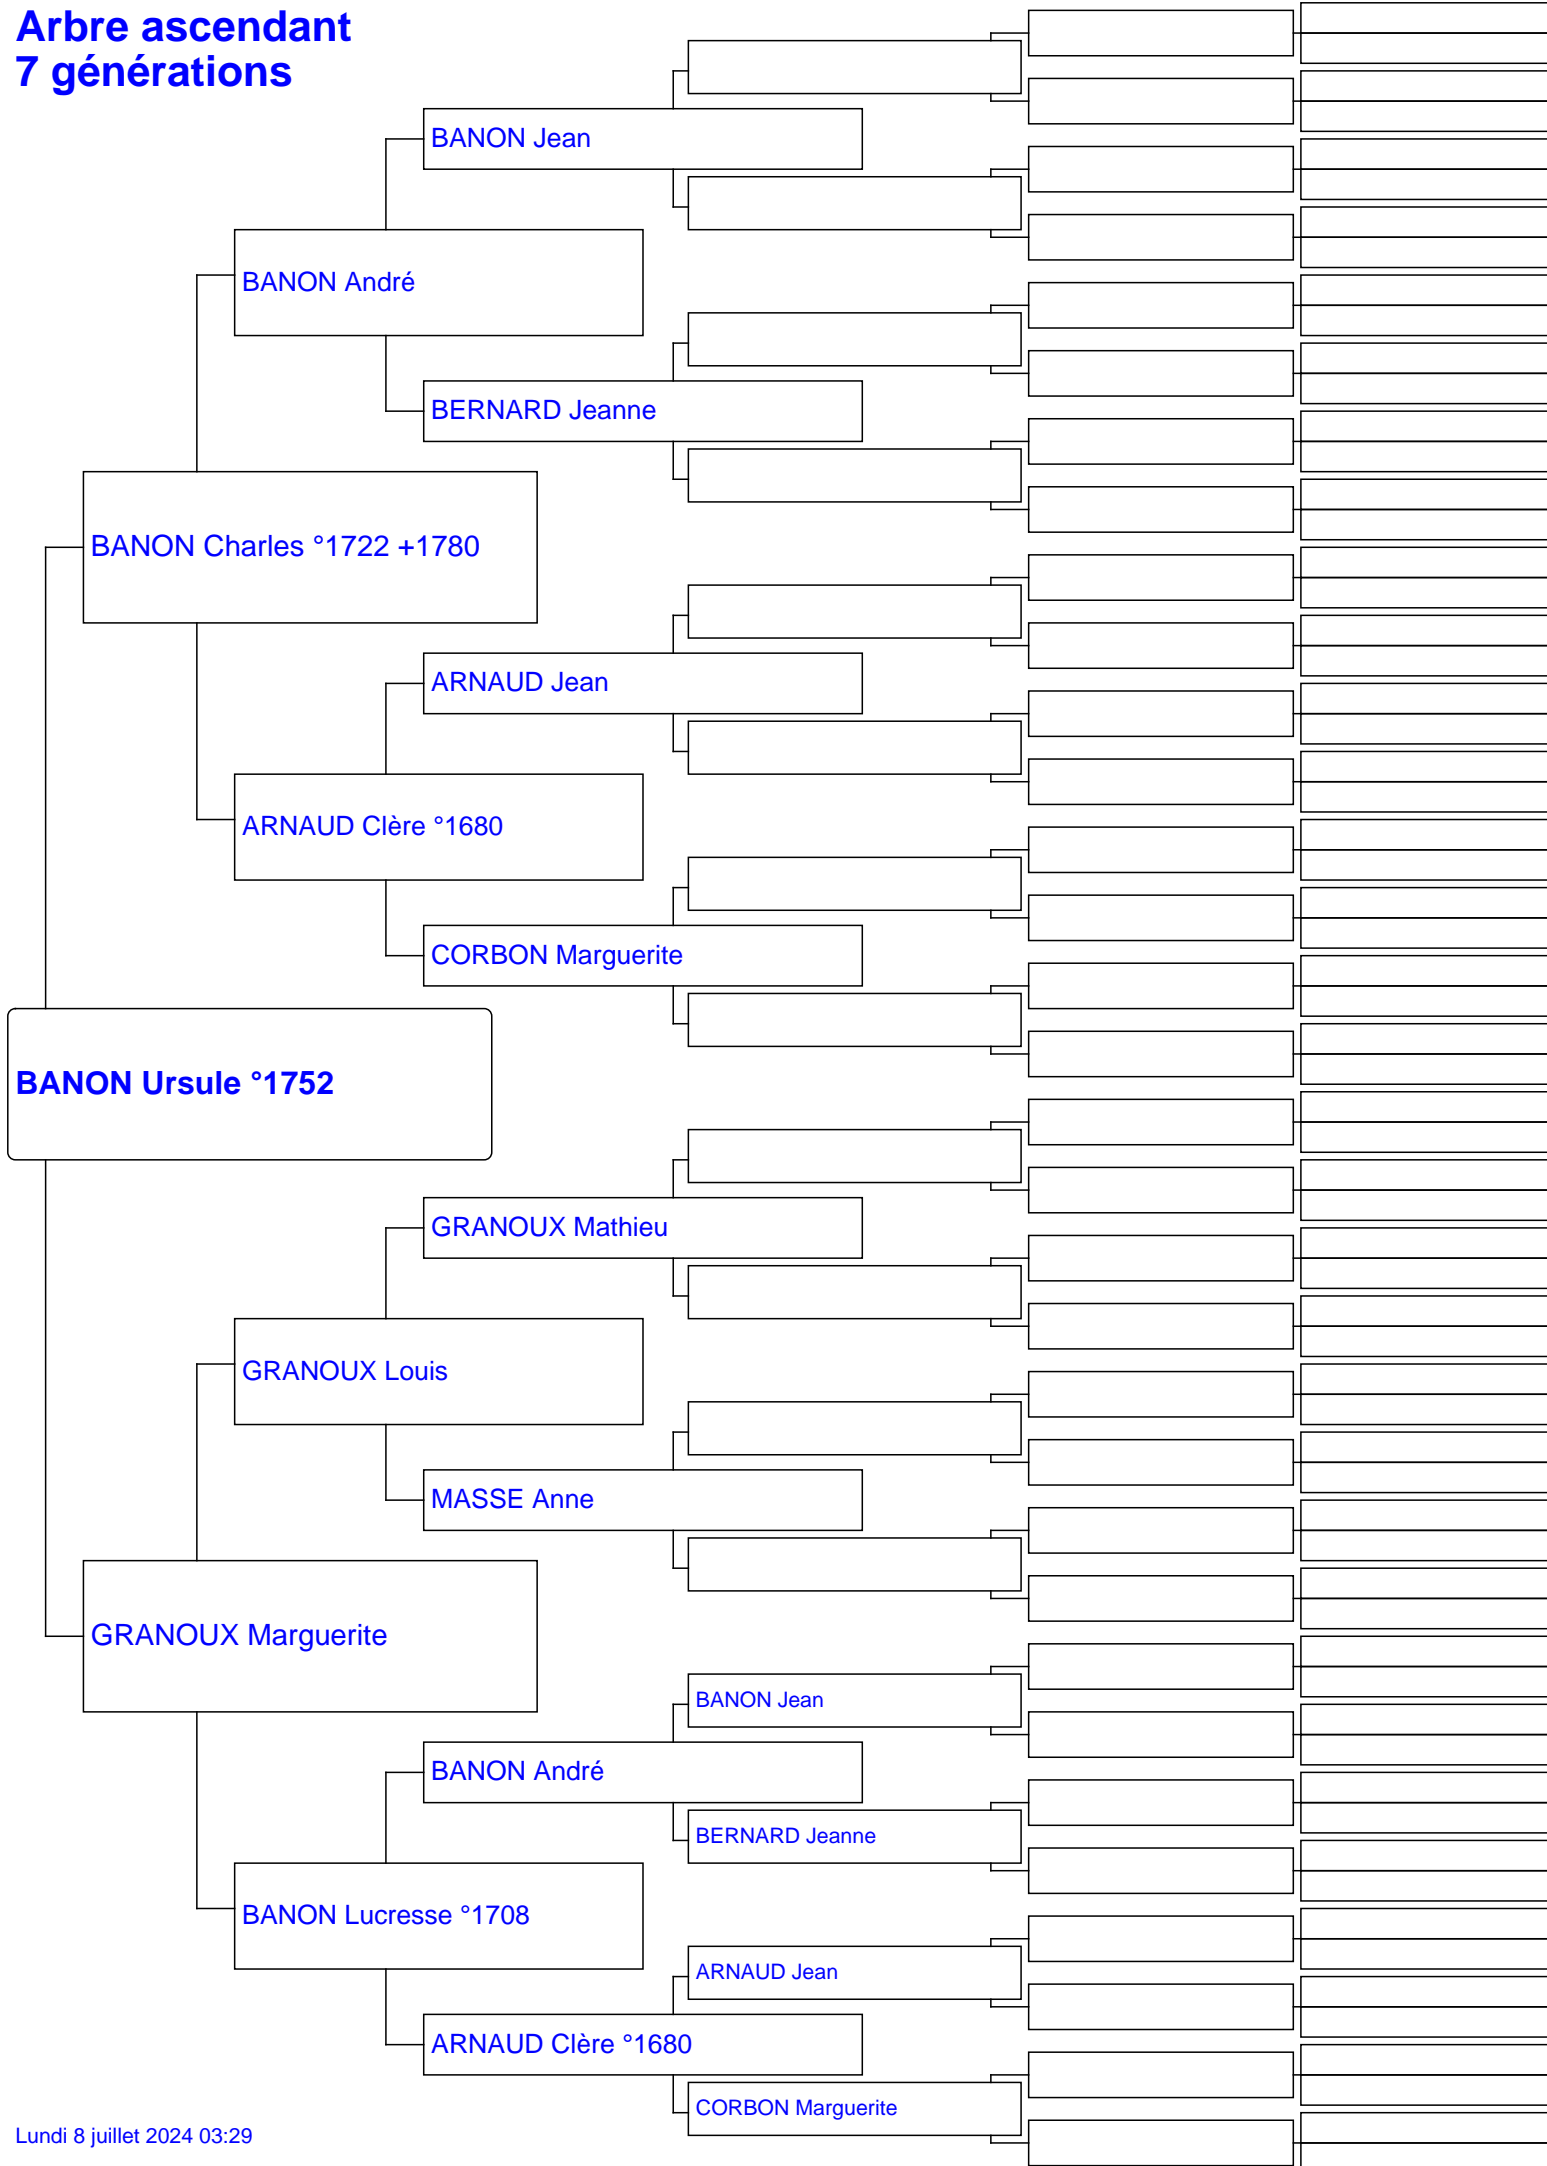 Arbre ascendant
7 générations
BANON Jean
BANON André
BERNARD Jeanne
BANON Charles °1722 +1780
ARNAUD Jean
ARNAUD Clère °1680
CORBON Marguerite
BANON Ursule °1752
GRANOUX Mathieu
GRANOUX Louis
MASSE Anne
GRANOUX Marguerite
BANON Jean
BANON André
BERNARD Jeanne
BANON Lucresse °1708
ARNAUD Jean
ARNAUD Clère °1680
CORBON Marguerite
Lundi 8 juillet 2024 03:29